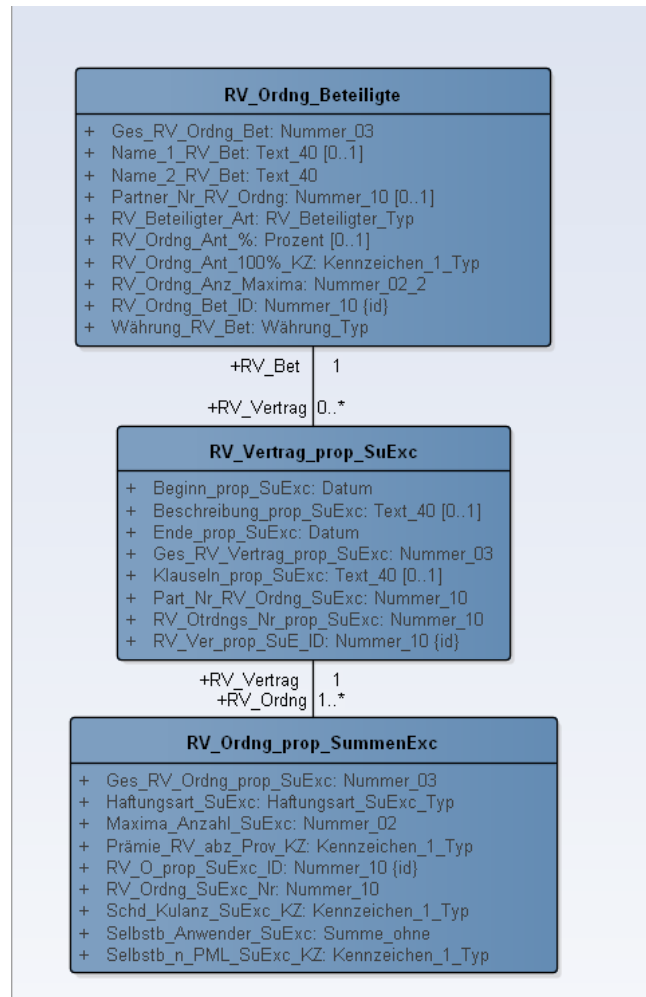 RV_Ordng_Beteiligte
+ Ges_RV_Ordng_Bet: Nummer_03
+ Name_1_RV_Bet: Text_40 [0..1]
+ Name_2_RV_Bet: Text_40
+ Partner_Nr_RV_Ordng: Nummer_10 [0..1]
+ RV_Beteiligter_Art: RV_Beteiligter_Typ
+ RV_Ordng_Ant_%: Prozent [0..1]
+ RV_Ordng_Ant_100%_KZ: Kennzeichen_1_Typ
+ RV_Ordng_Anz_Maxima: Nummer_02_2
+ RV_Ordng_Bet_ID: Nummer_10 {id}
+ Währung_RV_Bet: Währung_Typ
+RV_Bet 1
+RV_Vertrag 0..*
RV_Vertrag_prop_SuExc
+ Beginn_prop_SuExc: Datum
+ Beschreibung_prop_SuExc: Text_40 [0..1]
+ Ende_prop_SuExc: Datum
+ Ges_RV_Vertrag_prop_SuExc: Nummer_03
+ Klauseln_prop_SuExc: Text_40 [0..1]
+ Part_Nr_RV_Ordng_SuExc: Nummer_10
+ RV_Otrdngs_Nr_prop_SuExc: Nummer_10
+ RV_Ver_prop_SuE_ID: Nummer_10 {id}
+RV_Vertrag 1
+RV_Ordng 1..*
RV_Ordng_prop_SummenExc
+ Ges_RV_Ordng_prop_SuExc: Nummer_03
+ Haftungsart_SuExc: Haftungsart_SuExc_Typ
+ Maxima_Anzahl_SuExc: Nummer_02
+ Prämie_RV_abz_Prov_KZ: Kennzeichen_1_Typ
+ RV_O_prop_SuExc_ID: Nummer_10 {id}
+ RV_Ordng_SuExc_Nr: Nummer_10
+ Schd_Kulanz_SuExc_KZ: Kennzeichen_1_Typ
+ Selbstb_Anwender_SuExc: Summe_ohne
+ Selbstb_n_PML_SuExc_KZ: Kennzeichen_1_Typ